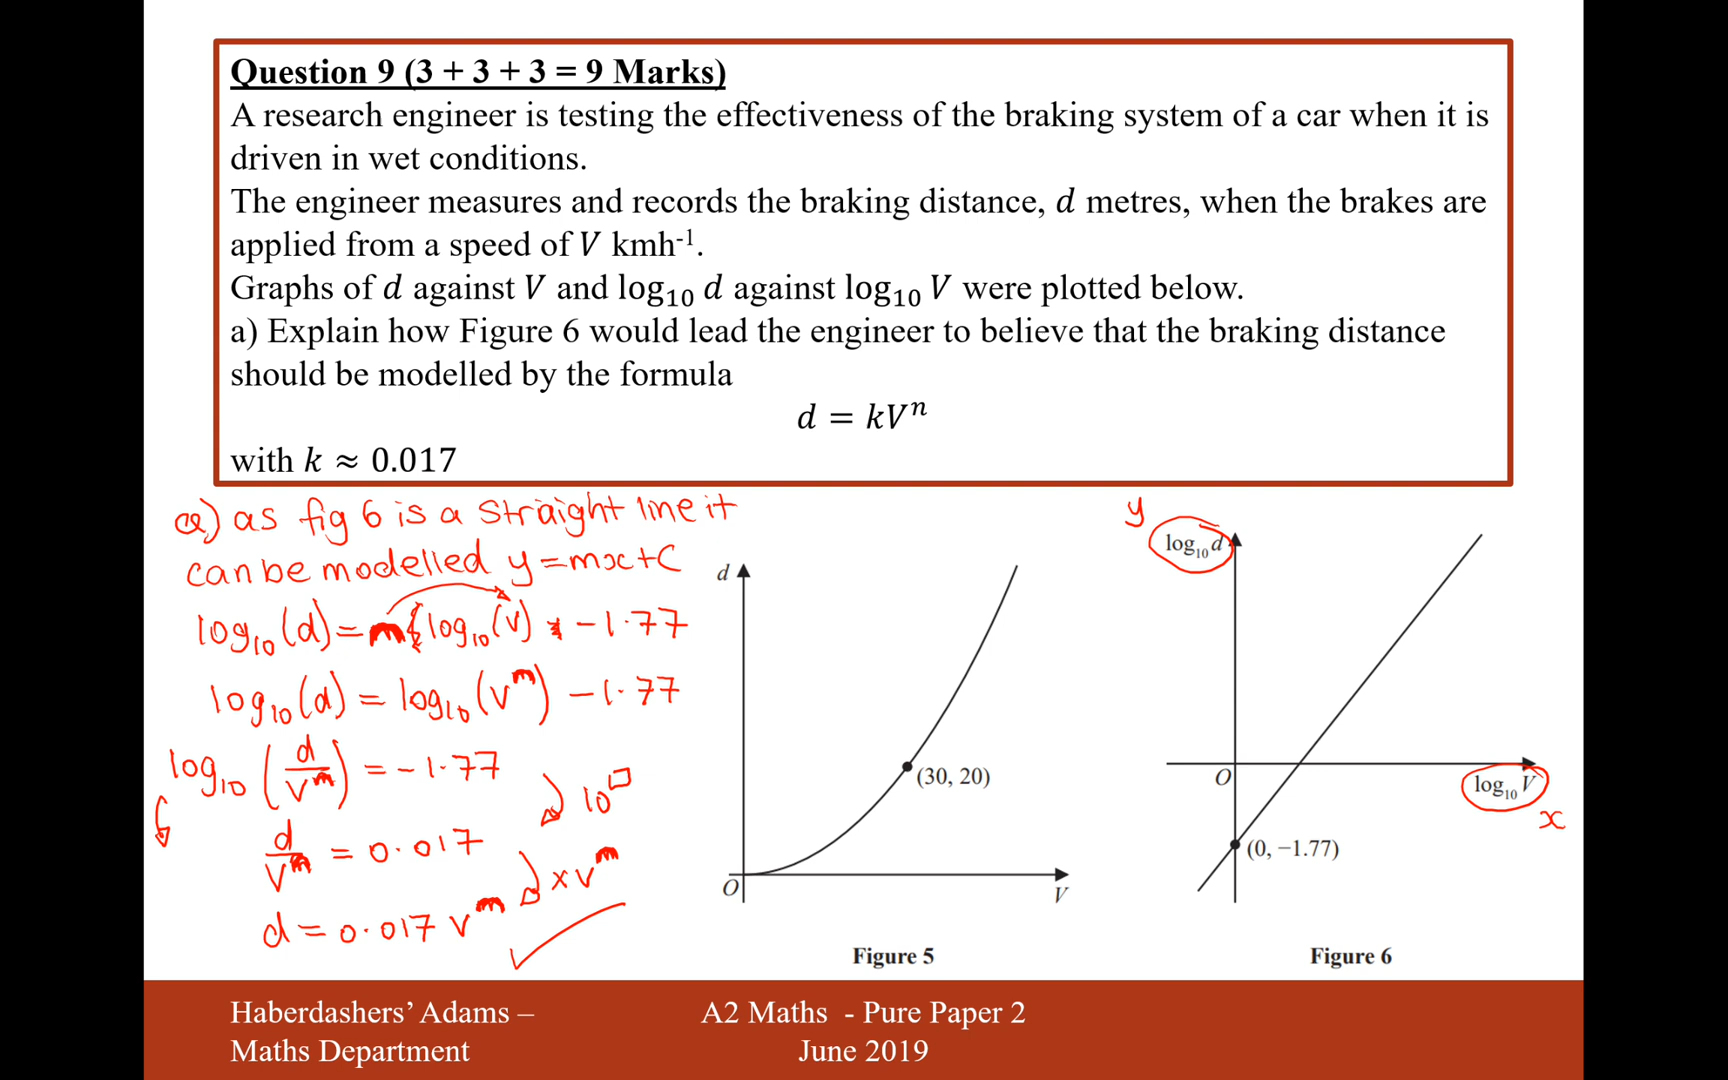 Question 9 (3 + 3 + 3 = 9 Marks)
A research engineer is testing the effectiveness of the braking system of a car when it is
driven in wet conditions.
The engineer measures and records the braking distance, d metres, when the brakes are
applied from a speed of V kmh⁻¹.
Graphs of d against V and log₁₀ d against log₁₀ V were plotted below.
a) Explain how Figure 6 would lead the engineer to believe that the braking distance
should be modelled by the formula
d = kVⁿ
with k ≈ 0.017
a) as fig 6 is a straight line it
can be modelled y=mx+c
log₁₀(d) = m{log₁₀(v) -1.77
log₁₀(d) = log₁₀(vᵐ) -1.77
log₁₀(d/vᵐ) = -1.77
10□
d/vᵐ = 0.017
×vᵐ
d = 0.017 vᵐ
d
(30, 20)
O
V
Figure 5
y
log₁₀ d
O
log₁₀ V
x
(0, −1.77)
Figure 6
Haberdashers' Adams –
Maths Department
A2 Maths - Pure Paper 2
June 2019